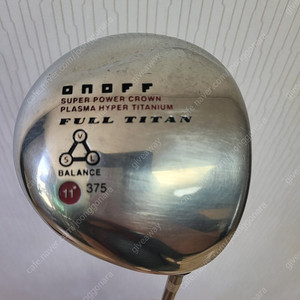 ONOFF
SUPER POWER CROWN
PLASMA HYPER TITANIUM
FULL TITAN
V
S L
BALANCE
11° 375